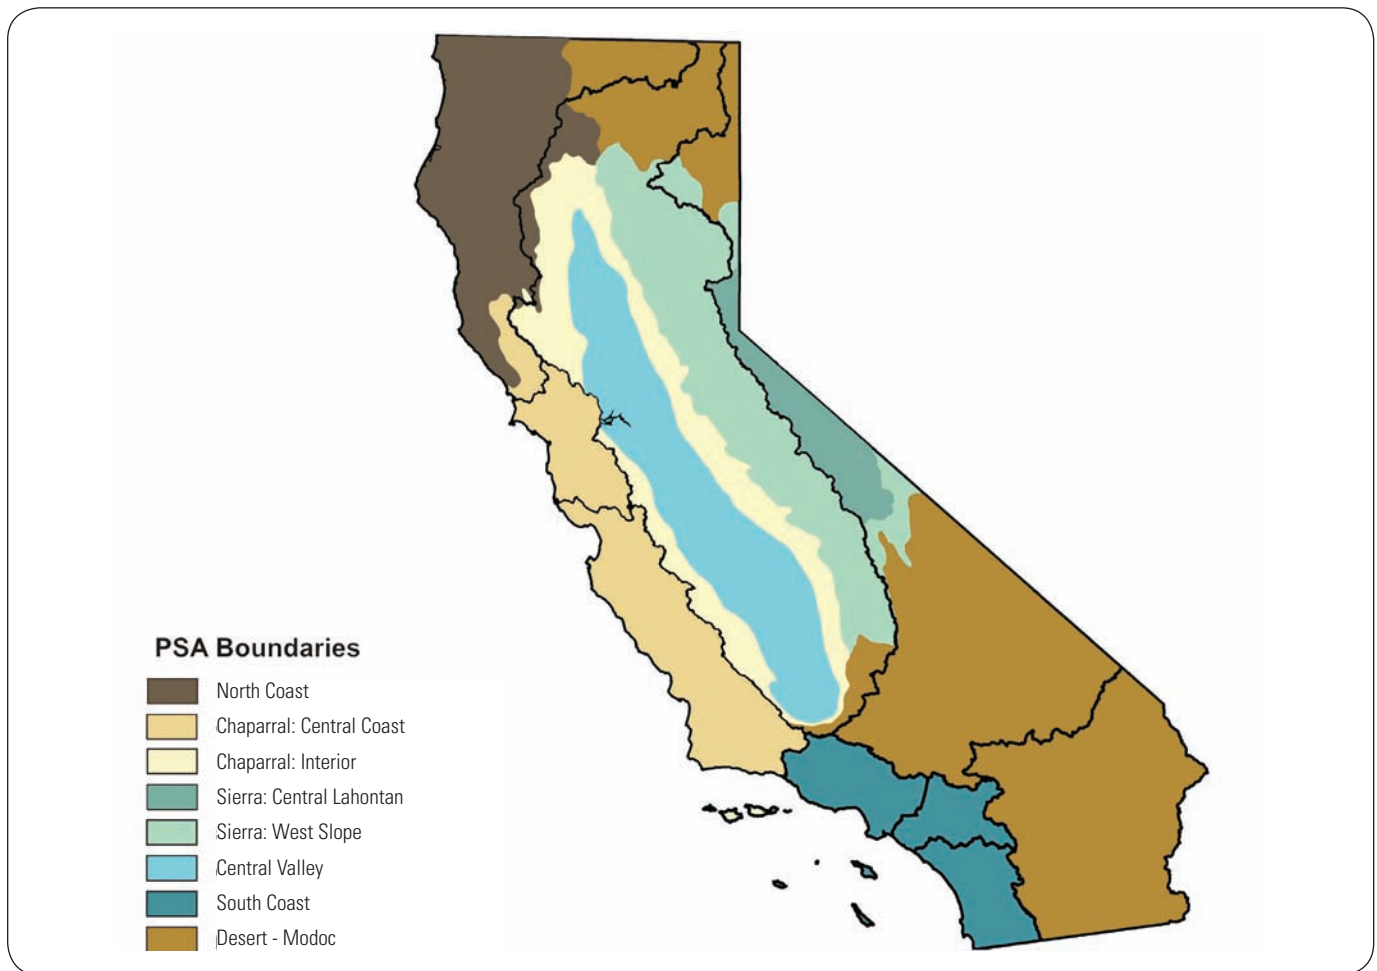 PSA Boundaries
North Coast
Chaparral: Central Coast
Chaparral: Interior
Sierra: Central Lahontan
Sierra: West Slope
Central Valley
South Coast
Desert - Modoc